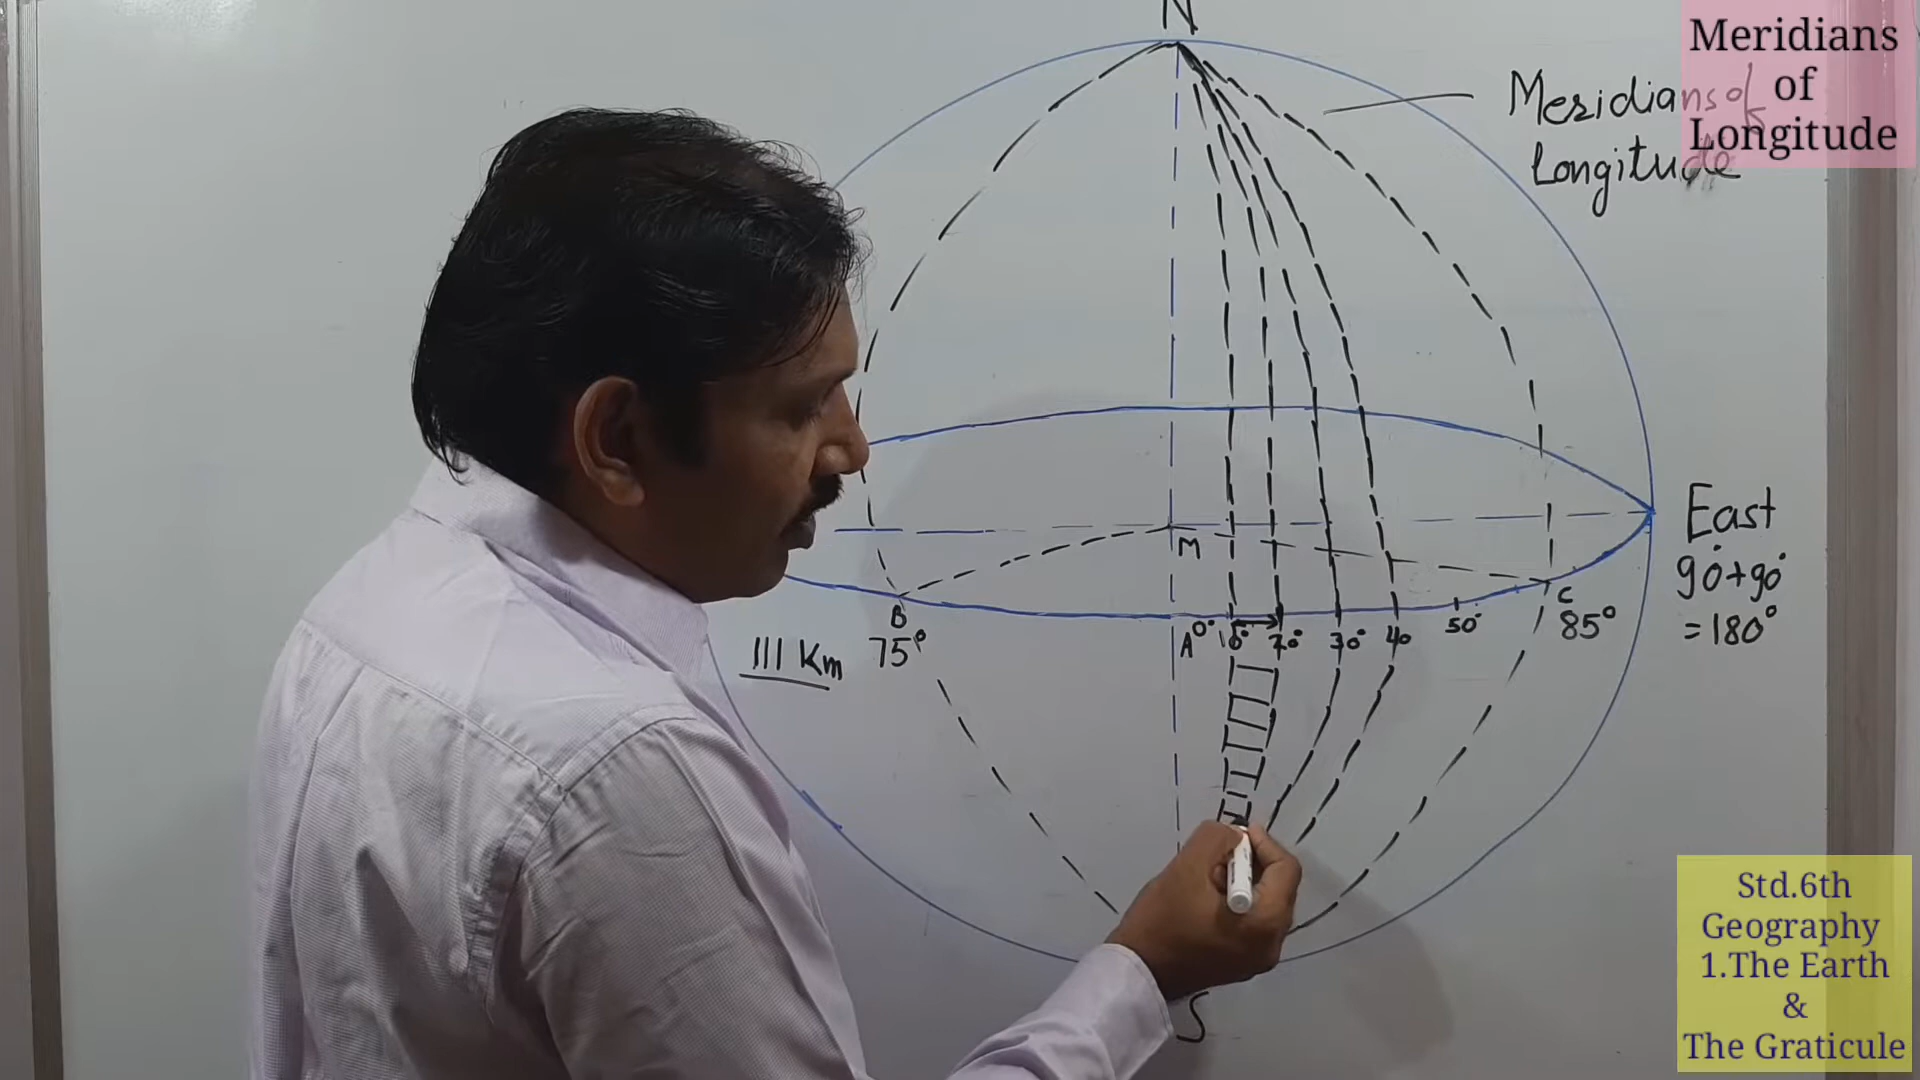 N
Meridians
of
Longitude
Meridians of
Longitude
East
90°+90°
=180°
M
B
75°
111 Km
A 0° 10° 20° 30° 40 50°
C
85°
S
Std.6th
Geography
1.The Earth
&
The Graticule